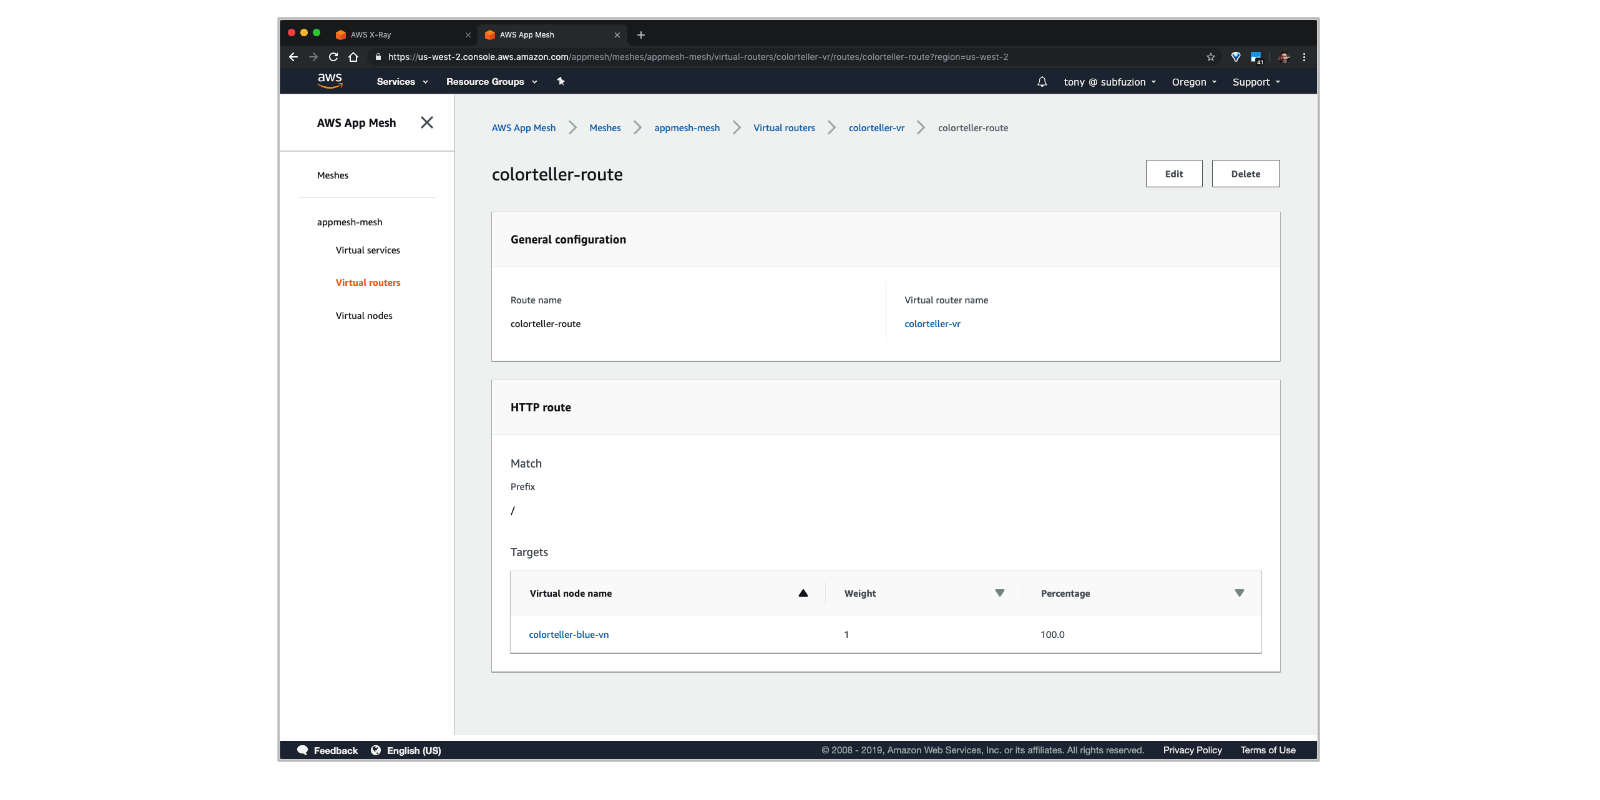 AWS X-Ray
AWS App Mesh
https://us-west-2.console.aws.amazon.com/appmesh/meshes/appmesh-mesh/virtual-routers/colorteller-vr/routes/colorteller-route?region=us-west-2
41
aws Services Resource Groups tony @ subfuzion Oregon Support
AWS App Mesh
Meshes
appmesh-mesh
Virtual services
Virtual routers
Virtual nodes
AWS App Mesh Meshes appmesh-mesh Virtual routers colorteller-vr colorteller-route
colorteller-route
Edit Delete
General configuration
Route name
colorteller-route
Virtual router name
colorteller-vr
HTTP route
Match
Prefix
/
Targets
Virtual node name Weight Percentage
colorteller-blue-vn 1 100.0
Feedback English (US) © 2008 - 2019, Amazon Web Services, Inc. or its affiliates. All rights reserved. Privacy Policy Terms of Use